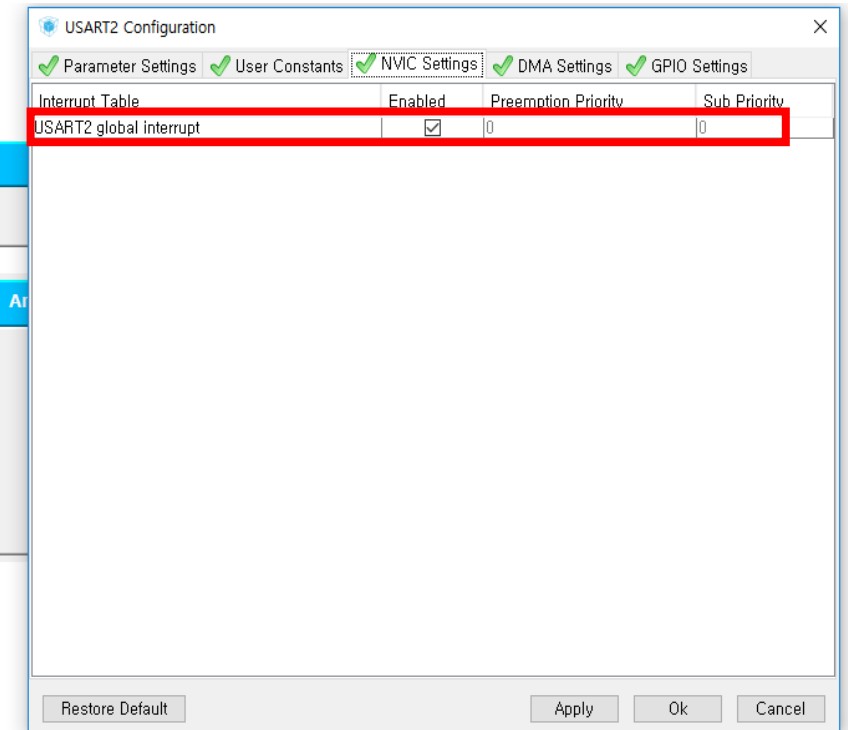 USART2 Configuration
Parameter Settings User Constants NVIC Settings DMA Settings GPIO Settings
Interrupt Table Enabled Preemption Priority Sub Priority
USART2 global interrupt 0 0
Ar
Restore Default Apply Ok Cancel